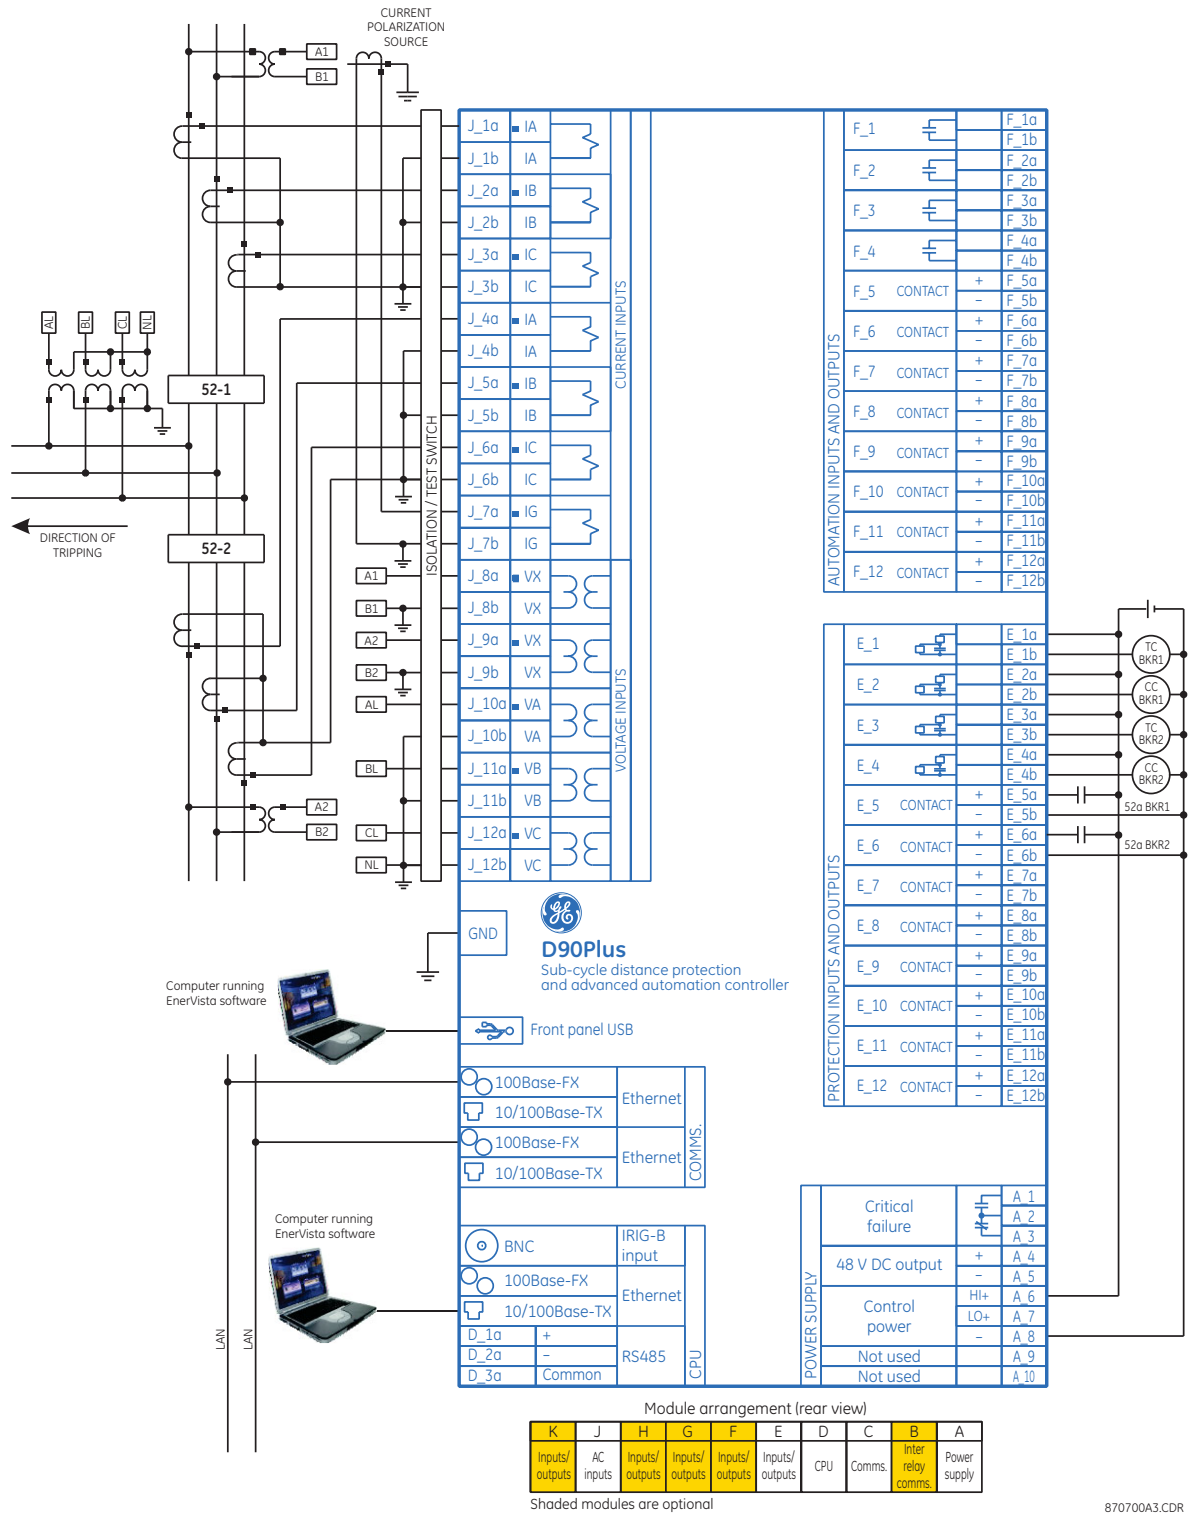 CURRENT
POLARIZATION
SOURCE
A1
B1
AL
BL
CL
NL
52-1
DIRECTION OF
TRIPPING
52-2
A2
B2
ISOLATION / TEST SWITCH
A1
B1
A2
B2
AL
BL
CL
NL
J_1a IA
J_1b IA
J_2a IB
J_2b IB
J_3a IC
J_3b IC
J_4a IA
J_4b IA
J_5a IB
J_5b IB
J_6a IC
J_6b IC
J_7a IG
J_7b IG
CURRENT INPUTS
J_8a VX
J_8b VX
J_9a VX
J_9b VX
J_10a VA
J_10b VA
J_11a VB
J_11b VB
J_12a VC
J_12b VC
VOLTAGE INPUTS
AUTOMATION INPUTS AND OUTPUTS
F_1 F_1a
F_1b
F_2 F_2a
F_2b
F_3 F_3a
F_3b
F_4 F_4a
F_4b
F_5 CONTACT + F_5a
– F_5b
F_6 CONTACT + F_6a
– F_6b
F_7 CONTACT + F_7a
– F_7b
F_8 CONTACT + F_8a
– F_8b
F_9 CONTACT + F_9a
– F_9b
F_10 CONTACT + F_10a
– F_10b
F_11 CONTACT + F_11a
– F_11b
F_12 CONTACT + F_12a
– F_12b
PROTECTION INPUTS AND OUTPUTS
E_1 E_1a
E_1b
E_2 E_2a
E_2b
E_3 E_3a
E_3b
E_4 E_4a
E_4b
E_5 CONTACT + E_5a
– E_5b
E_6 CONTACT + E_6a
– E_6b
E_7 CONTACT + E_7a
– E_7b
E_8 CONTACT + E_8a
– E_8b
E_9 CONTACT + E_9a
– E_9b
E_10 CONTACT + E_10a
– E_10b
E_11 CONTACT + E_11a
– E_11b
E_12 CONTACT + E_12a
– E_12b
TC
BKR1
CC
BKR1
TC
BKR2
CC
BKR2
52a BKR1
52a BKR2
GND
GE
D90Plus
Sub-cycle distance protection
and advanced automation controller
Computer running
EnerVista software
Front panel USB
100Base-FX
10/100Base-TX
Ethernet
100Base-FX
10/100Base-TX
Ethernet
COMMS.
Computer running
EnerVista software
LAN
LAN
BNC
IRIG-B
input
100Base-FX
10/100Base-TX
Ethernet
D_1a +
D_2a –
D_3a Common
RS485
CPU
POWER SUPPLY
Critical
failure
A_1
A_2
A_3
48 V DC output
+ A_4
– A_5
Control
power
HI+ A_6
LO+ A_7
– A_8
Not used A_9
Not used A_10
Module arrangement (rear view)
K J H G F E D C B A
Inputs/
outputs
AC
inputs
Inputs/
outputs
Inputs/
outputs
Inputs/
outputs
Inputs/
outputs
CPU
Comms.
Inter
relay
comms.
Power
supply
Shaded modules are optional
870700A3.CDR